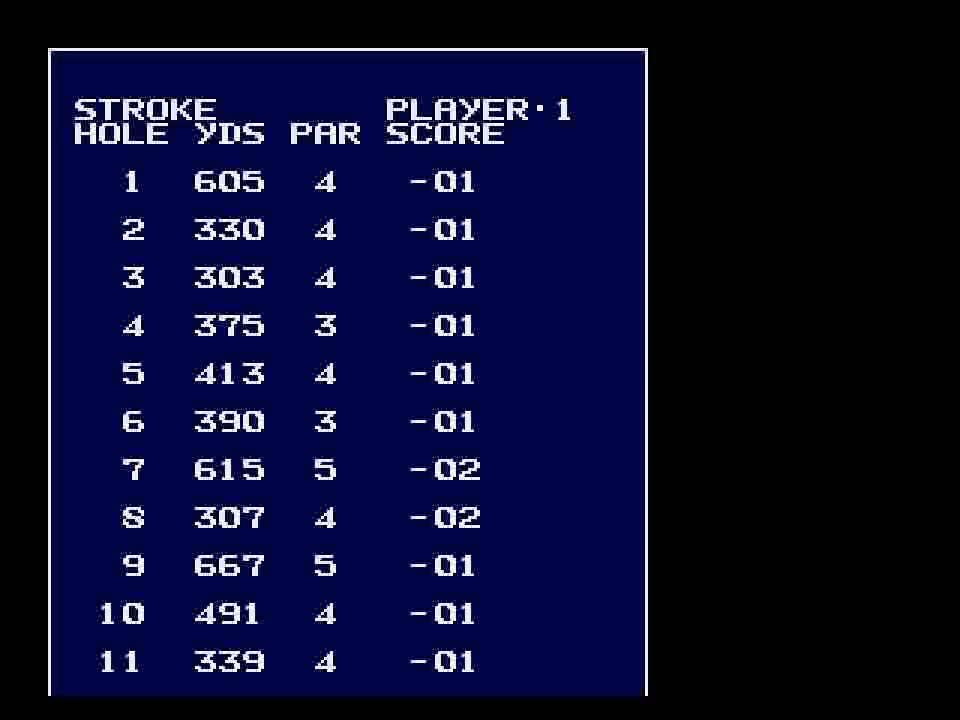 STROKE PLAYER·1
HOLE YDS PAR SCORE
1 605 4 -01
2 330 4 -01
3 303 4 -01
4 375 3 -01
5 413 4 -01
6 390 3 -01
7 615 5 -02
8 307 4 -02
9 667 5 -01
10 491 4 -01
11 339 4 -01